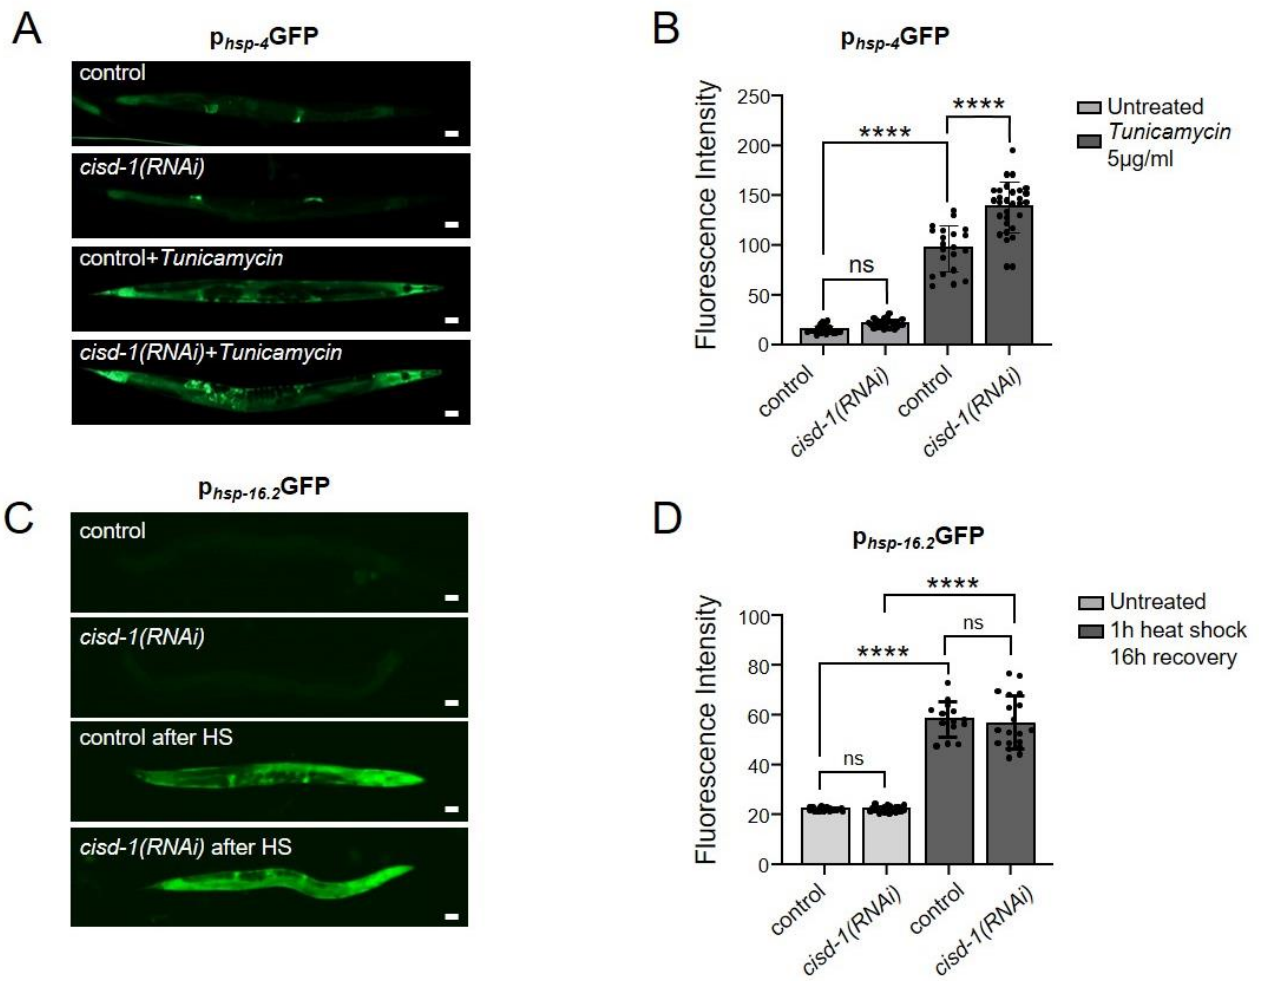 A
phsp-4GFP
control
cisd-1(RNAi)
control+Tunicamycin
cisd-1(RNAi)+Tunicamycin
B
phsp-4GFP
Fluorescence Intensity
250
200
150
100
50
0
****
****
ns
Untreated
Tunicamycin
5µg/ml
control
cisd-1(RNAi)
control
cisd-1(RNAi)
C
phsp-16.2GFP
control
cisd-1(RNAi)
control after HS
cisd-1(RNAi) after HS
D
phsp-16.2GFP
Fluorescence Intensity
100
80
60
40
20
0
****
ns
****
ns
Untreated
1h heat shock
16h recovery
control
cisd-1(RNAi)
control
cisd-1(RNAi)